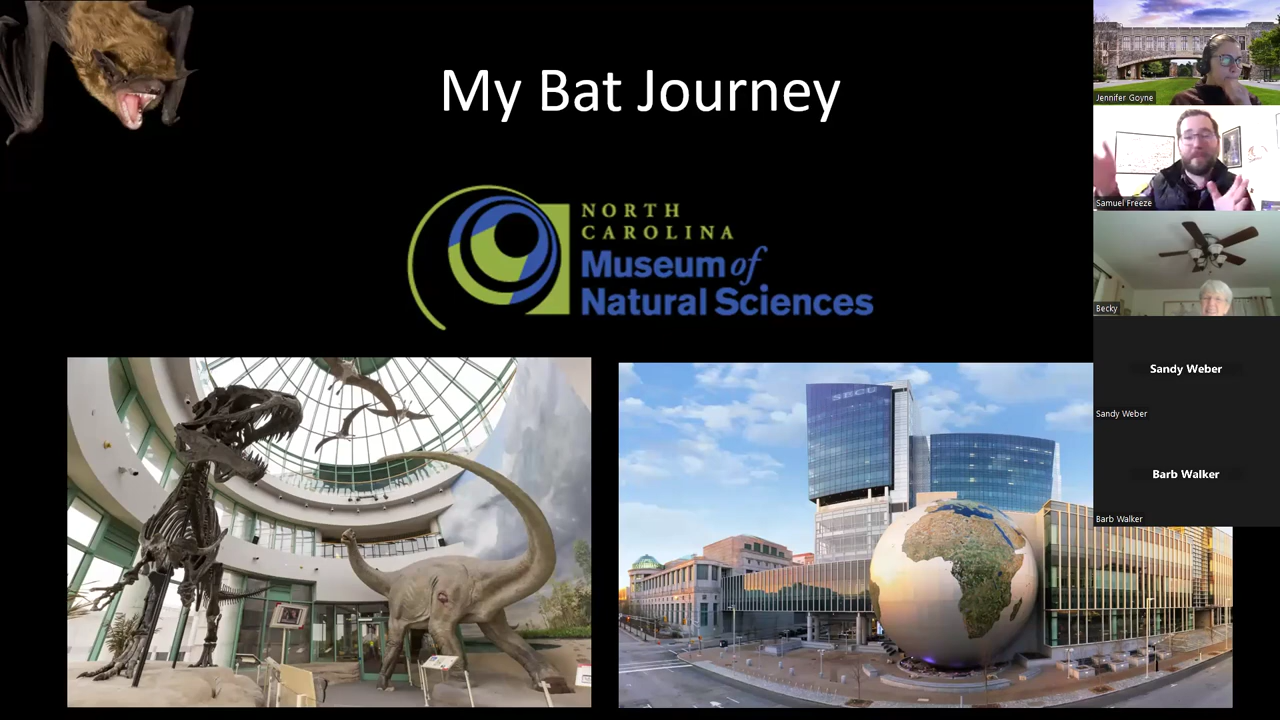 My Bat Journey
NORTH
CAROLINA
Museum of
Natural Sciences
SECU
Jennifer Goyne
Samuel Freeze
Becky
Sandy Weber
Sandy Weber
Barb Walker
Barb Walker